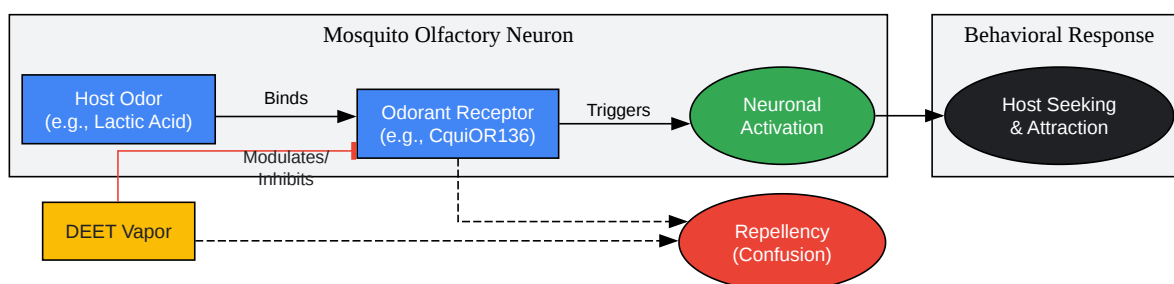 Mosquito Olfactory Neuron
Behavioral Response
Host Odor
(e.g., Lactic Acid)
Binds
Odorant Receptor
(e.g., CquiOR136)
Triggers
Neuronal
Activation
Host Seeking
& Attraction
Modulates/
Inhibits
DEET Vapor
Repellency
(Confusion)